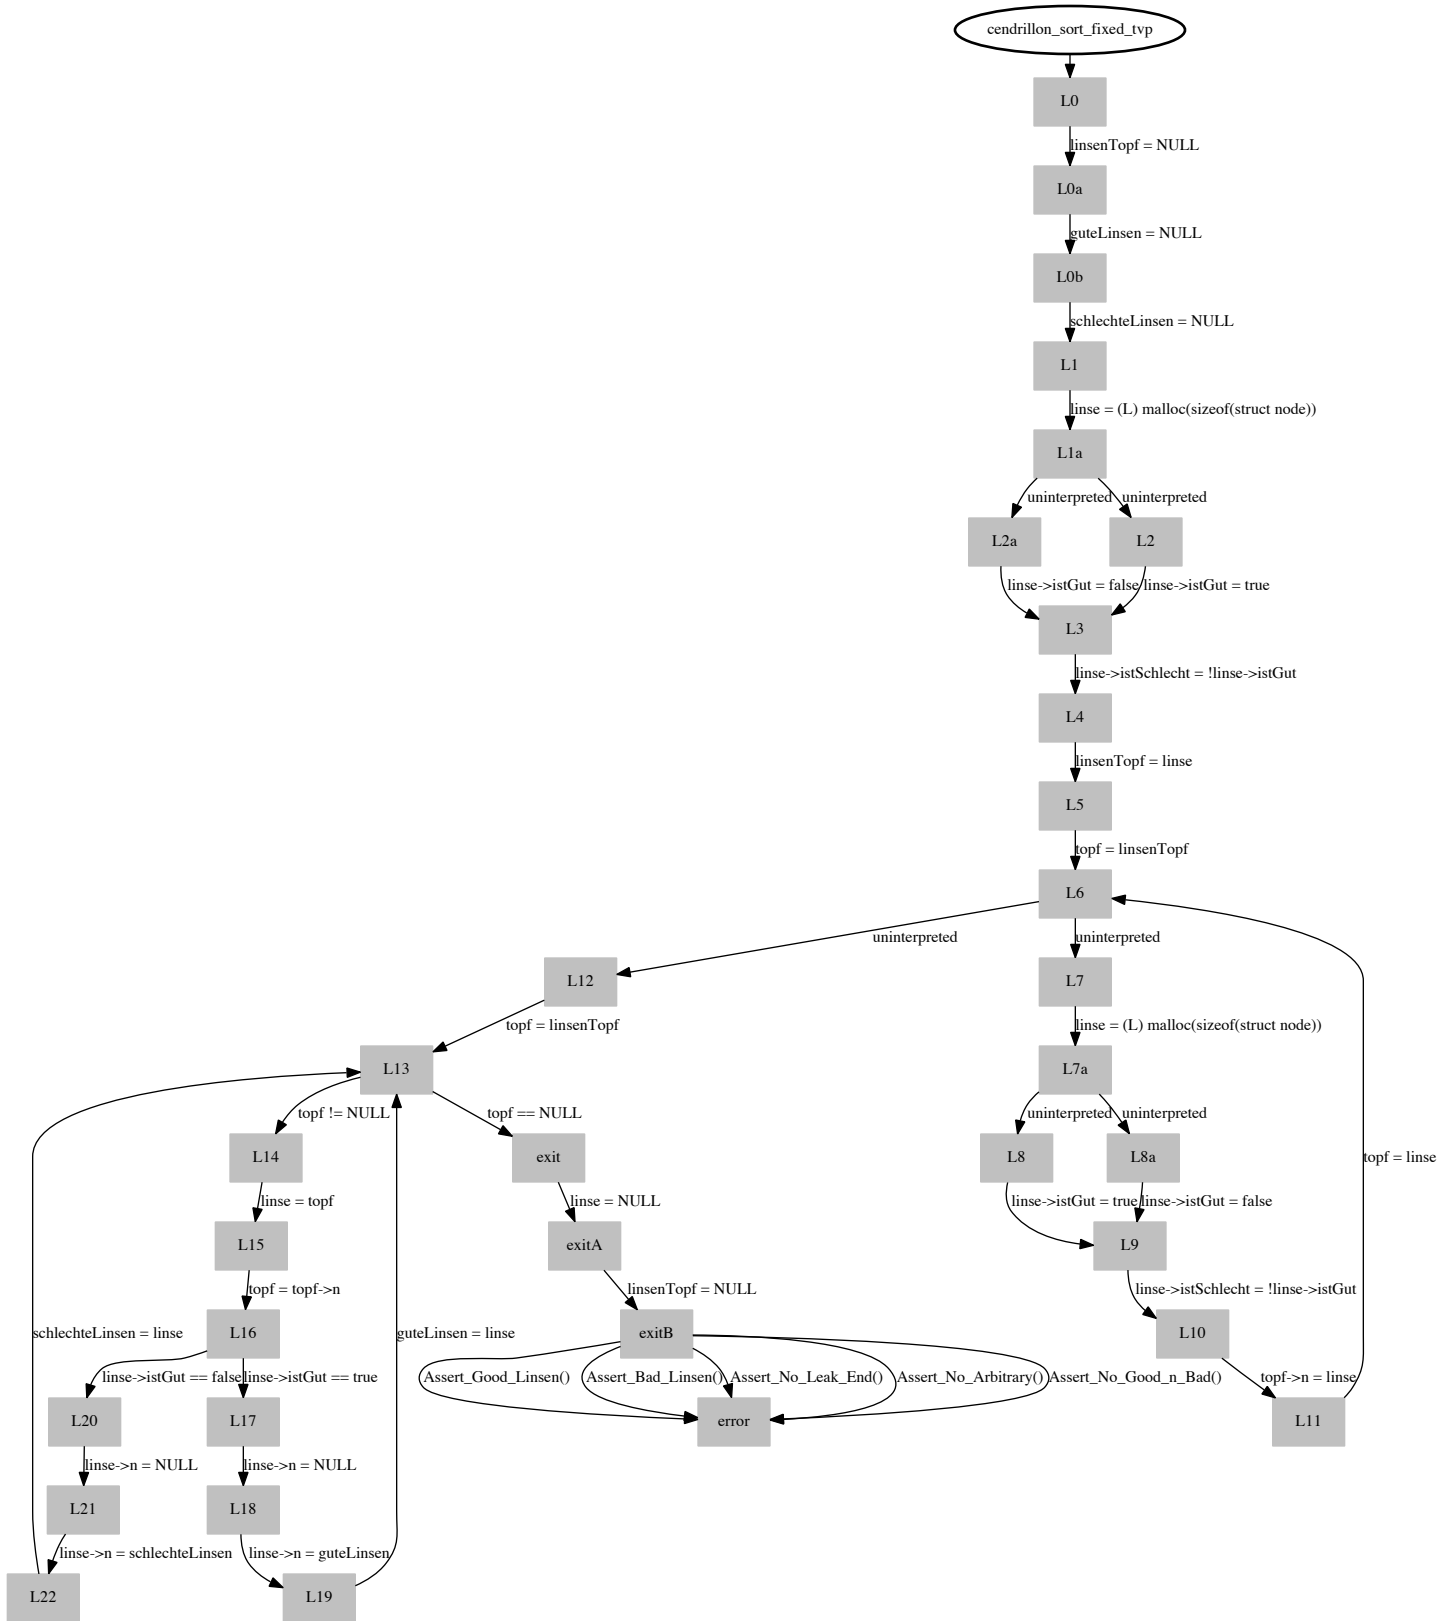 cendrillon_sort_fixed_tvp
L0
linsenTopf = NULL
L0a
guteLinsen = NULL
L0b
schlechteLinsen = NULL
L1
linse = (L) malloc(sizeof(struct node))
L1a
uninterpreted uninterpreted
L2a L2
linse->istGut = false linse->istGut = true
L3
linse->istSchlecht = !linse->istGut
L4
linsenTopf = linse
L5
topf = linsenTopf
L6
uninterpreted uninterpreted
L12 L7
topf = linsenTopf linse = (L) malloc(sizeof(struct node))
L13 L7a
topf != NULL topf == NULL uninterpreted uninterpreted
L14 exit L8 L8a topf = linse
linse = topf linse = NULL linse->istGut = true linse->istGut = false
L15 exitA L9
topf = topf->n linsenTopf = NULL linse->istSchlecht = !linse->istGut
schlechteLinsen = linse L16 guteLinsen = linse exitB L10
linse->istGut == false linse->istGut == true Assert_Good_Linsen() Assert_Bad_Linsen() Assert_No_Leak_End() Assert_No_Arbitrary() Assert_No_Good_n_Bad() topf->n = linse
L20 L17 error L11
linse->n = NULL linse->n = NULL
L21 L18
linse->n = schlechteLinsen linse->n = guteLinsen
L22 L19